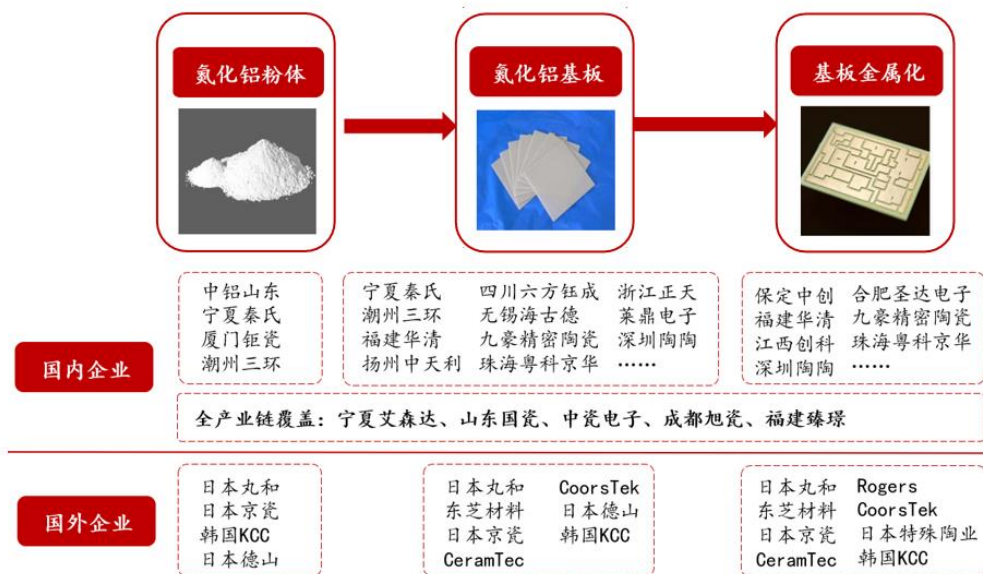 氮化铝粉体
氮化铝基板
基板金属化
国内企业
中铝山东
宁夏秦氏
厦门钜瓷
潮州三环
宁夏秦氏 四川六方钰成 浙江正天
潮州三环 无锡海古德 莱鼎电子
福建华清 九豪精密陶瓷 深圳陶陶
扬州中天利 珠海粤科京华 ……
保定中创 合肥圣达电子
福建华清 九豪精密陶瓷
江西创科 珠海粤科京华
深圳陶陶 ……
全产业链覆盖：宁夏艾森达、山东国瓷、中瓷电子、成都旭瓷、福建臻璟
国外企业
日本丸和
日本京瓷
韩国KCC
日本德山
日本丸和 CoorsTek
东芝材料 日本德山
日本京瓷 韩国KCC
CeramTec
日本丸和 Rogers
东芝材料 CoorsTek
日本京瓷 日本特殊陶业
CeramTec 韩国KCC